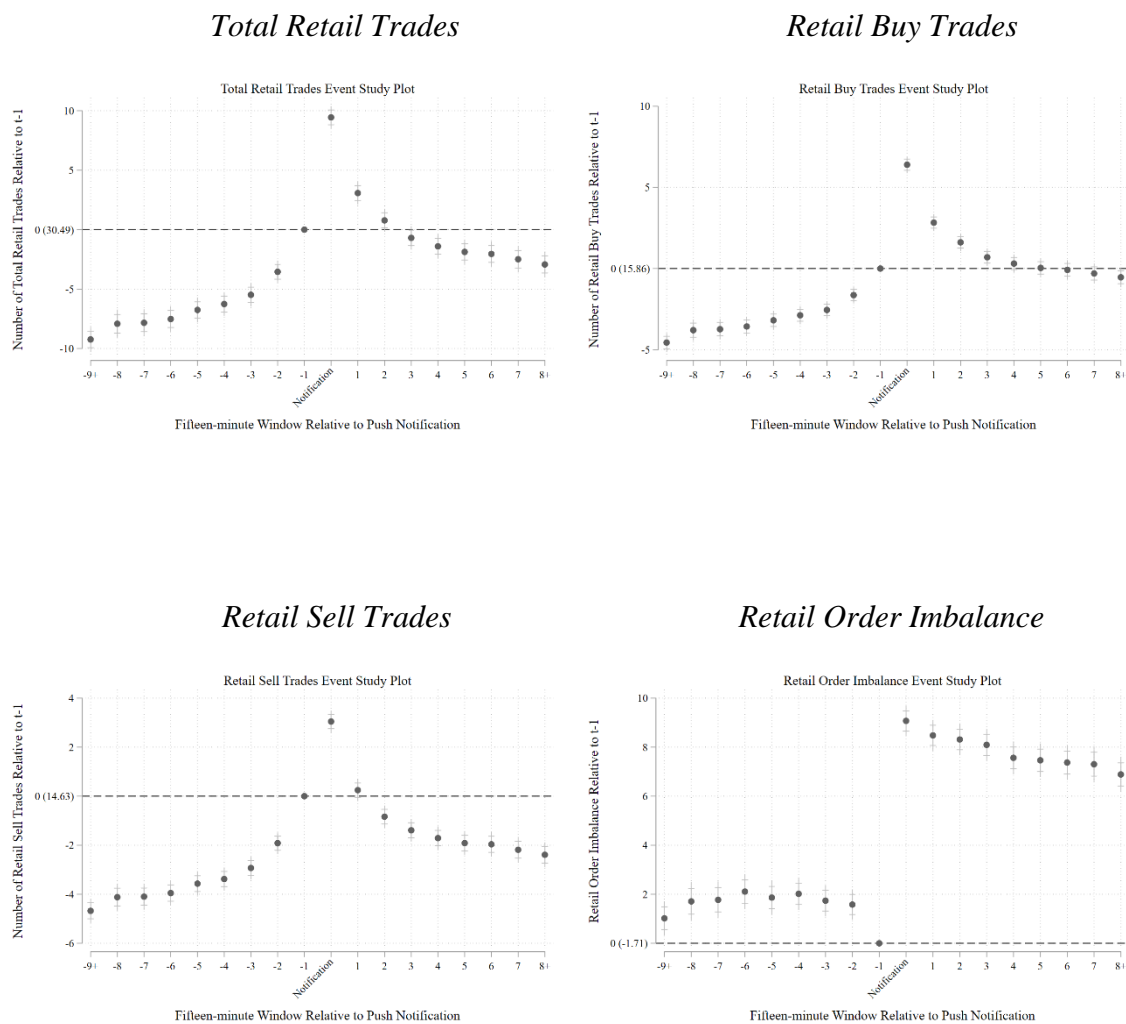 Total Retail Trades
Total Retail Trades Event Study Plot
Number of Total Retail Trades Relative to t-1
10
5
0 (30.49)
-5
-10
-9+ -8 -7 -6 -5 -4 -3 -2 -1 Notification 1 2 3 4 5 6 7 8+
Fifteen-minute Window Relative to Push Notification
Retail Buy Trades
Retail Buy Trades Event Study Plot
Number of Retail Buy Trades Relative to t-1
10
5
0 (15.86)
-5
-9+ -8 -7 -6 -5 -4 -3 -2 -1 Notification 1 2 3 4 5 6 7 8+
Fifteen-minute Window Relative to Push Notification
Retail Sell Trades
Retail Sell Trades Event Study Plot
Number of Retail Sell Trades Relative to t-1
4
2
0 (14.63)
-2
-4
-6
-9+ -8 -7 -6 -5 -4 -3 -2 -1 Notification 1 2 3 4 5 6 7 8+
Fifteen-minute Window Relative to Push Notification
Retail Order Imbalance
Retail Order Imbalance Event Study Plot
Retail Order Imbalance Relative to t-1
10
8
6
4
2
0 (-1.71)
-9+ -8 -7 -6 -5 -4 -3 -2 -1 Notification 1 2 3 4 5 6 7 8+
Fifteen-minute Window Relative to Push Notification